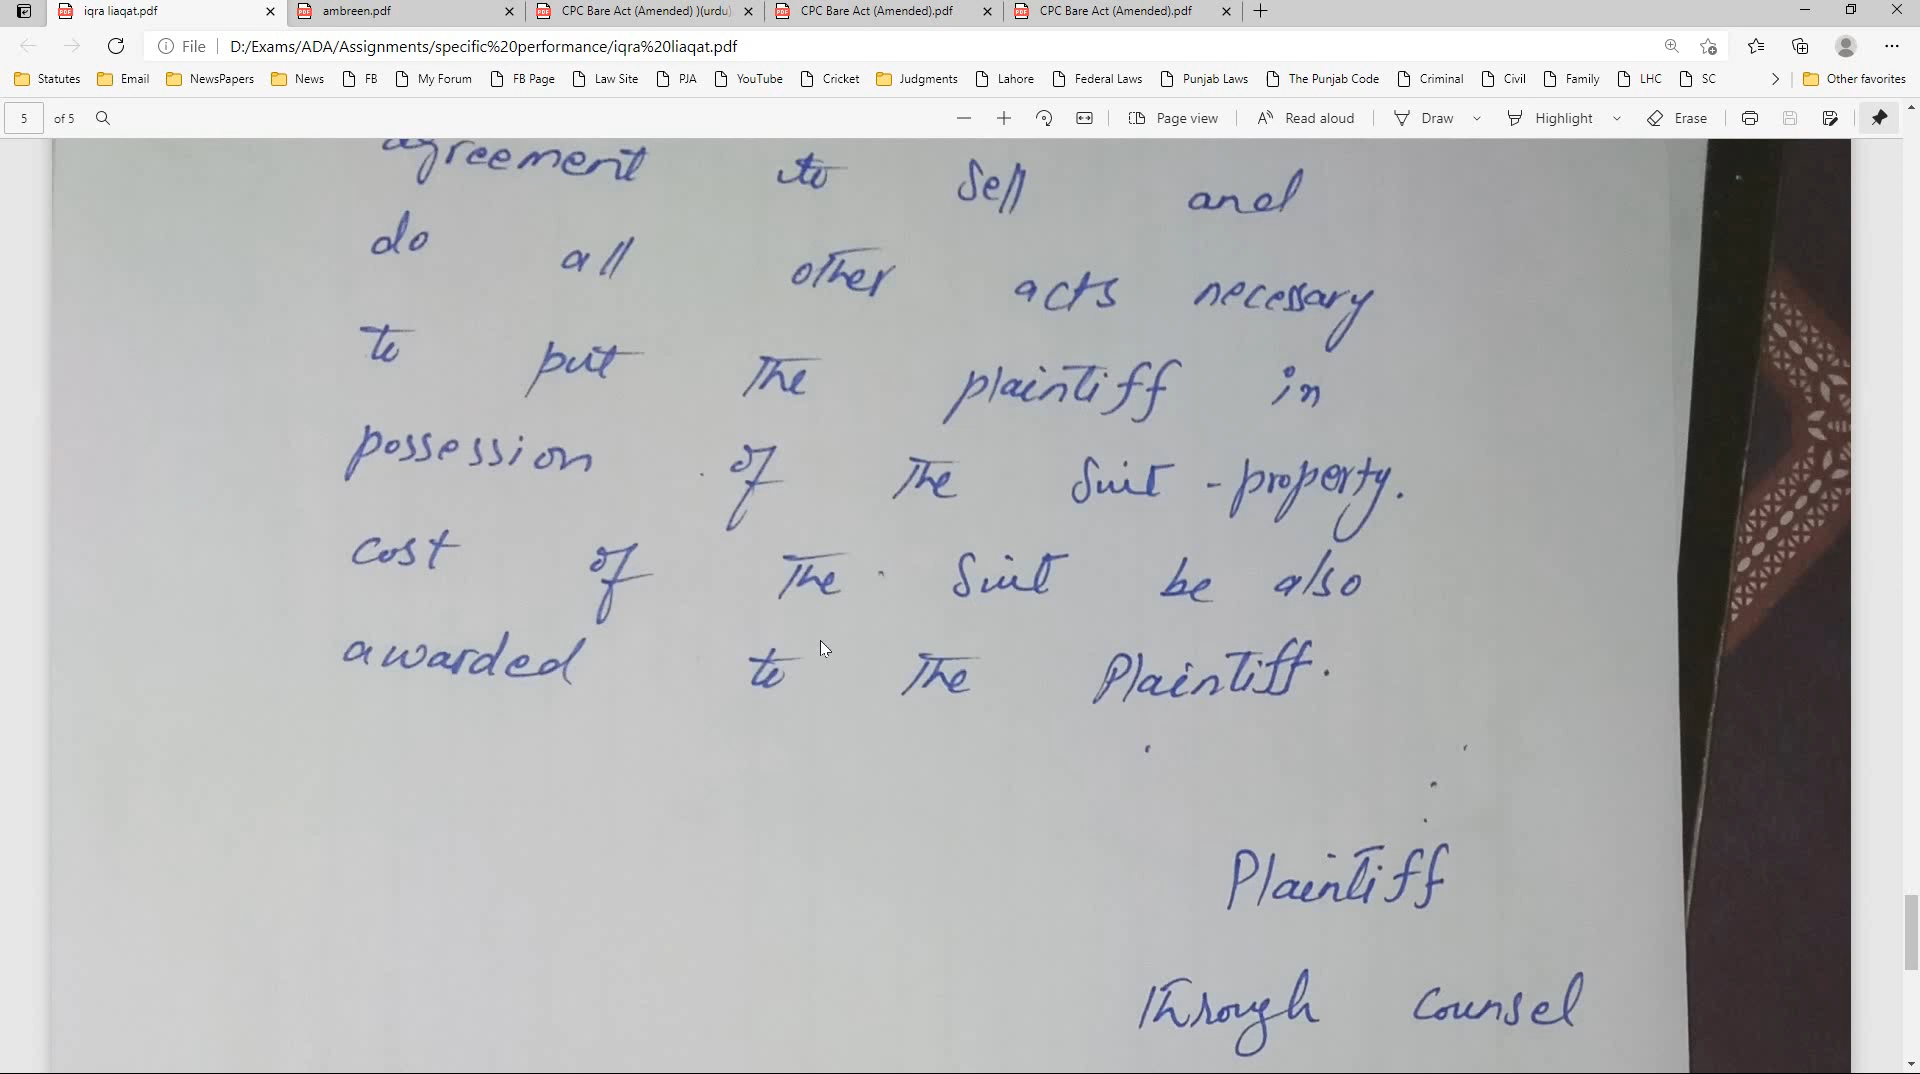 iqra liaqat.pdf
ambreen.pdf
CPC Bare Act (Amended) )(urdu)
CPC Bare Act (Amended).pdf
CPC Bare Act (Amended).pdf
File
D:/Exams/ADA/Assignments/specific%20performance/iqra%20liaqat.pdf
Statutes Email NewsPapers News FB My Forum FB Page Law Site PJA YouTube Cricket Judgments Lahore Federal Laws Punjab Laws The Punjab Code Criminal Civil Family LHC SC Other favorites
5 of 5 Page view Read aloud Draw Highlight Erase
agreement to Sell and
do all other acts necessary
to put The plaintiff in
possession of The Suit - property.
cost of The Suit be also
awarded to The Plaintiff.
Plaintiff
Through Counsel